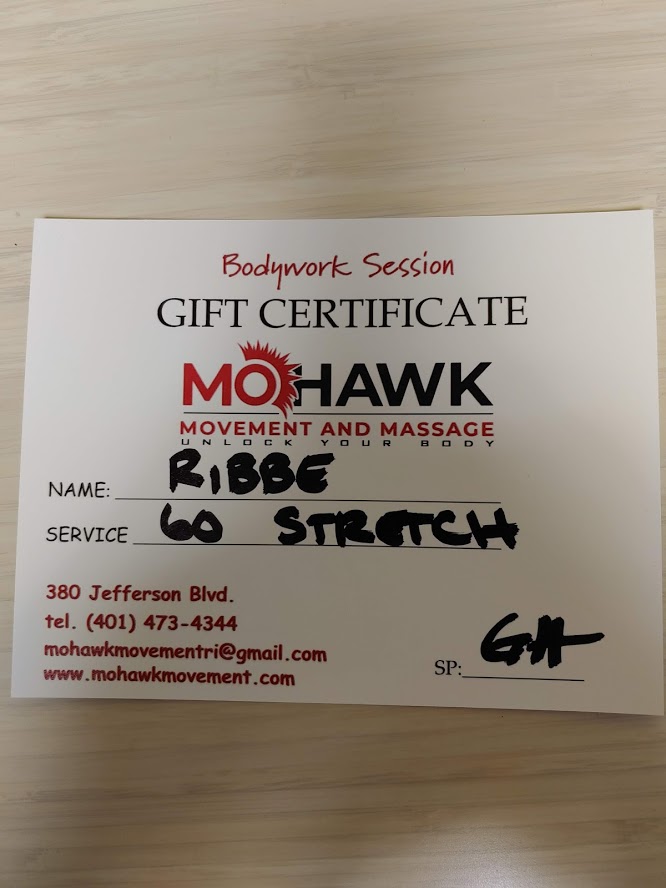 Bodywork Session
GIFT CERTIFICATE
MOHAWK
MOVEMENT AND MASSAGE
UNLOCK YOUR BODY
NAME: RIBBE
SERVICE 60 STRETCH
380 Jefferson Blvd.
tel. (401) 473-4344
mohawkmovementri@gmail.com
www.mohawkmovement.com
SP: